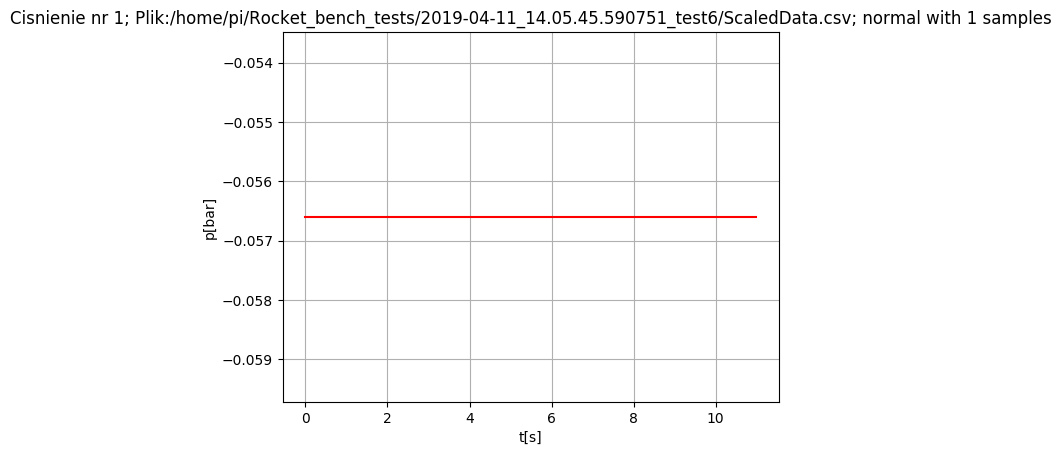 Cisnienie nr 1; Plik:/home/pi/Rocket_bench_tests/2019-04-11_14.05.45.590751_test6/ScaledData.csv; normal with 1 samples
−0.054
−0.055
−0.056
−0.057
−0.058
−0.059
p[bar]
0 2 4 6 8 10
t[s]